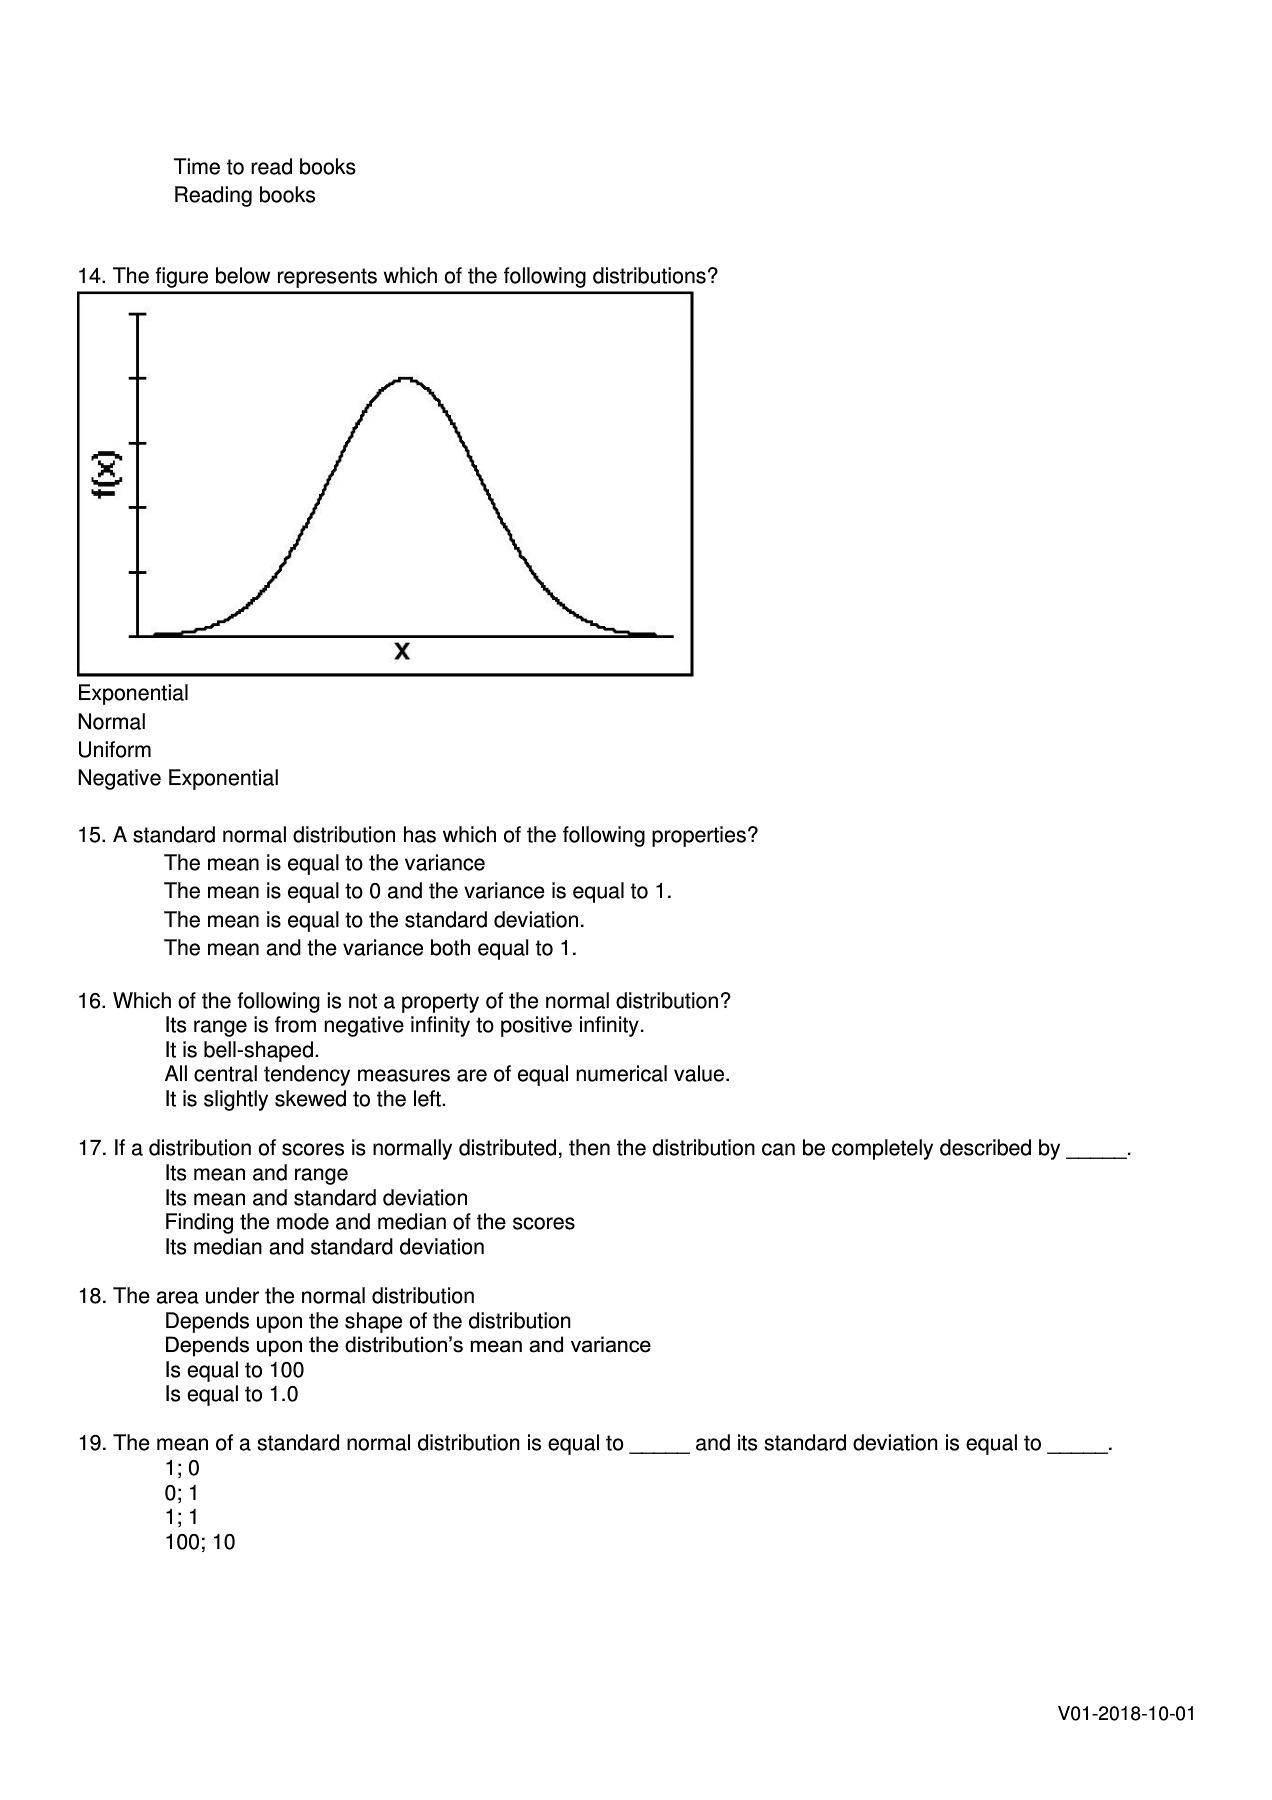 Time to read books
Reading books
14. The figure below represents which of the following distributions?
f(x)
X
Exponential
Normal
Uniform
Negative Exponential
15. A standard normal distribution has which of the following properties?
The mean is equal to the variance
The mean is equal to 0 and the variance is equal to 1.
The mean is equal to the standard deviation.
The mean and the variance both equal to 1.
16. Which of the following is not a property of the normal distribution?
Its range is from negative infinity to positive infinity.
It is bell-shaped.
All central tendency measures are of equal numerical value.
It is slightly skewed to the left.
17. If a distribution of scores is normally distributed, then the distribution can be completely described by _____.
Its mean and range
Its mean and standard deviation
Finding the mode and median of the scores
Its median and standard deviation
18. The area under the normal distribution
Depends upon the shape of the distribution
Depends upon the distribution’s mean and variance
Is equal to 100
Is equal to 1.0
19. The mean of a standard normal distribution is equal to _____ and its standard deviation is equal to _____.
1; 0
0; 1
1; 1
100; 10
V01-2018-10-01